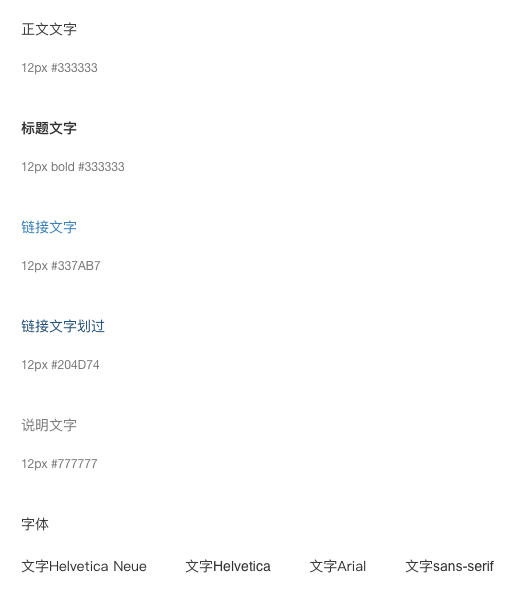 正文文字
12px #333333
标题文字
12px bold #333333
链接文字
12px #337AB7
链接文字划过
12px #204D74
说明文字
12px #777777
字体
文字Helvetica Neue 文字Helvetica 文字Arial 文字sans-serif